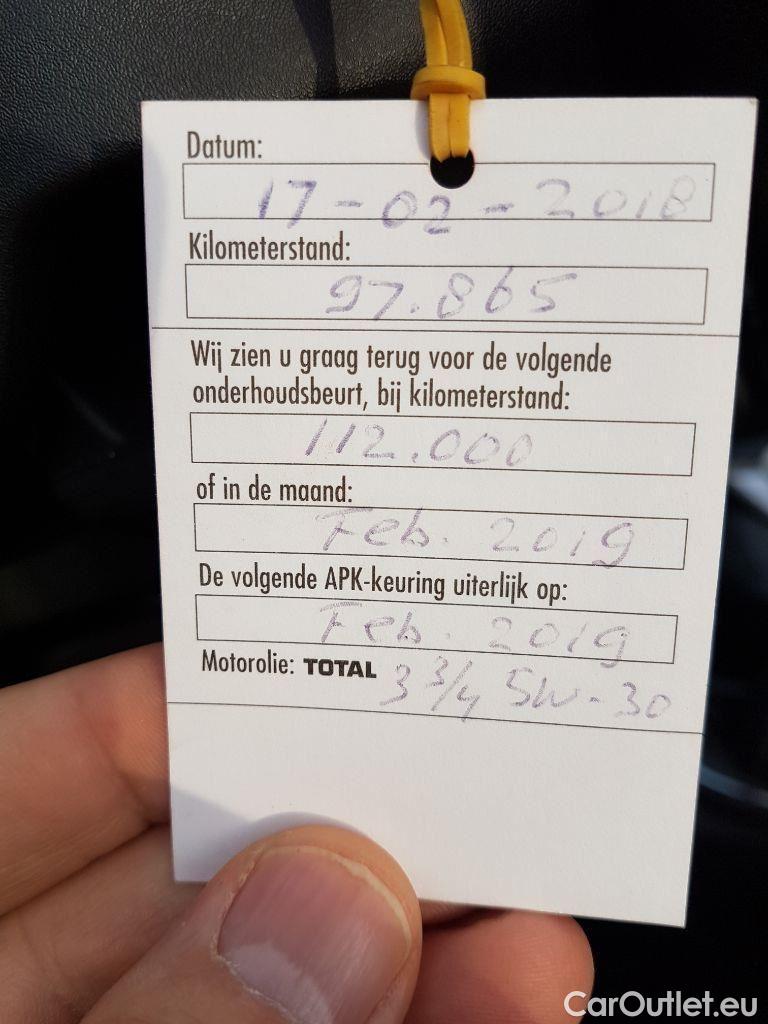 Datum:
17-02-2018
Kilometerstand:
97.865
Wij zien u graag terug voor de volgende
onderhoudsbeurt, bij kilometerstand:
112.000
of in de maand:
Feb. 2019
De volgende APK-keuring uiterlijk op:
Feb. 2019
Motorolie: TOTAL 3 3/4 5W-30
CarOutlet.eu